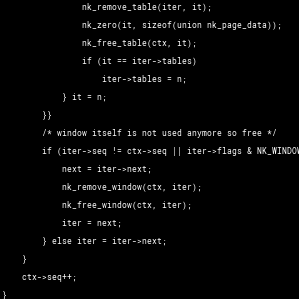 nk_remove_table(iter, it);
nk_zero(it, sizeof(union nk_page_data));
nk_free_table(ctx, it);
if (it == iter->tables)
iter->tables = n;
} it = n;
}}
/* window itself is not used anymore so free */
if (iter->seq != ctx->seq || iter->flags & NK_WINDOW
next = iter->next;
nk_remove_window(ctx, iter);
nk_free_window(ctx, iter);
iter = next;
} else iter = iter->next;
}
ctx->seq++;
}